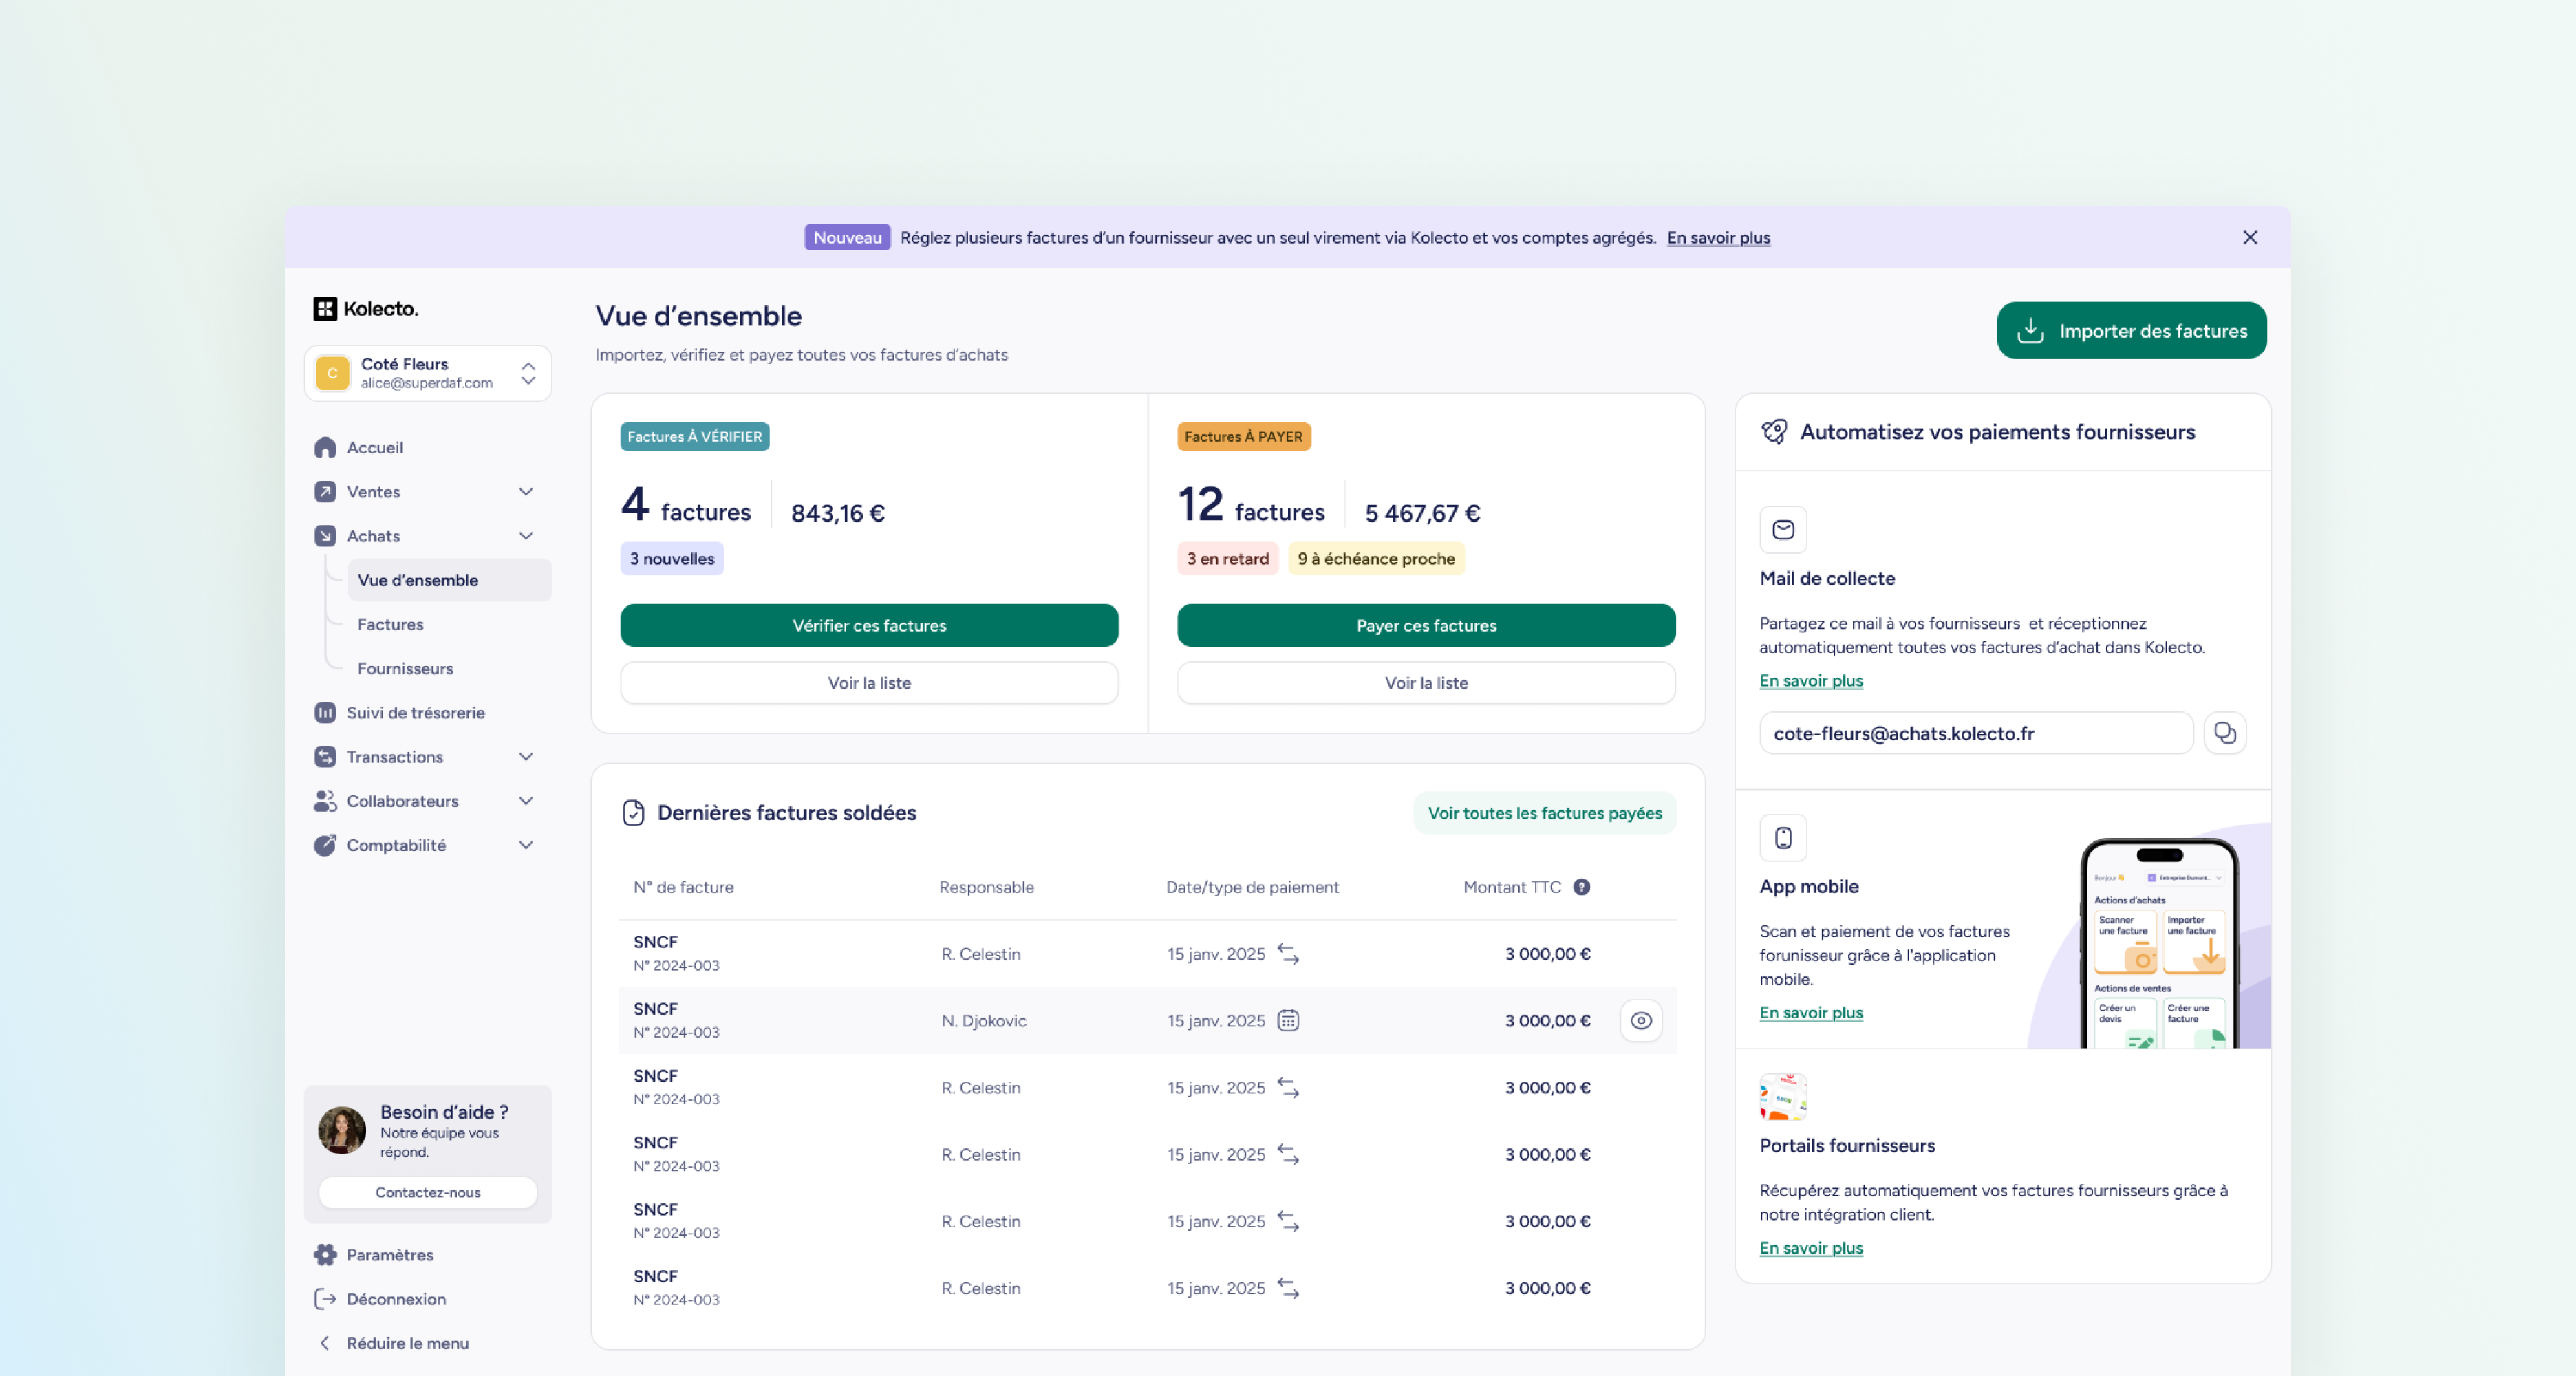 Nouveau Réglez plusieurs factures d’un fournisseur avec un seul virement via Kolecto et vos comptes agrégés. En savoir plus
Kolecto.
C
Coté Fleurs
alice@superdaf.com
Accueil
Ventes
Achats
Vue d’ensemble
Factures
Fournisseurs
Suivi de trésorerie
Transactions
Collaborateurs
Comptabilité
Besoin d’aide ?
Notre équipe vous
répond.
Contactez-nous
Paramètres
Déconnexion
Réduire le menu
Vue d’ensemble
Importez, vérifiez et payez toutes vos factures d’achats
Importer des factures
Factures À VÉRIFIER
4 factures 843,16 €
3 nouvelles
Vérifier ces factures
Voir la liste
Factures À PAYER
12 factures 5 467,67 €
3 en retard 9 à échéance proche
Payer ces factures
Voir la liste
Dernières factures soldées
Voir toutes les factures payées
N° de facture Responsable Date/type de paiement Montant TTC ?
SNCF
N° 2024-003
R. Celestin 15 janv. 2025 3 000,00 €
SNCF
N° 2024-003
N. Djokovic 15 janv. 2025 3 000,00 €
SNCF
N° 2024-003
R. Celestin 15 janv. 2025 3 000,00 €
SNCF
N° 2024-003
R. Celestin 15 janv. 2025 3 000,00 €
SNCF
N° 2024-003
R. Celestin 15 janv. 2025 3 000,00 €
SNCF
N° 2024-003
R. Celestin 15 janv. 2025 3 000,00 €
Automatisez vos paiements fournisseurs
Mail de collecte
Partagez ce mail à vos fournisseurs et réceptionnez
automatiquement toutes vos factures d’achat dans Kolecto.
En savoir plus
cote-fleurs@achats.kolecto.fr
App mobile
Scan et paiement de vos factures
forunisseur grâce à l'application
mobile.
En savoir plus
Bonjour
Entreprise Dumont...
Actions d’achats
Scanner
une facture
Importer
une facture
Actions de ventes
Créer un
devis
Créer une
facture
Portails fournisseurs
Récupérez automatiquement vos factures fournisseurs grâce à
notre intégration client.
En savoir plus